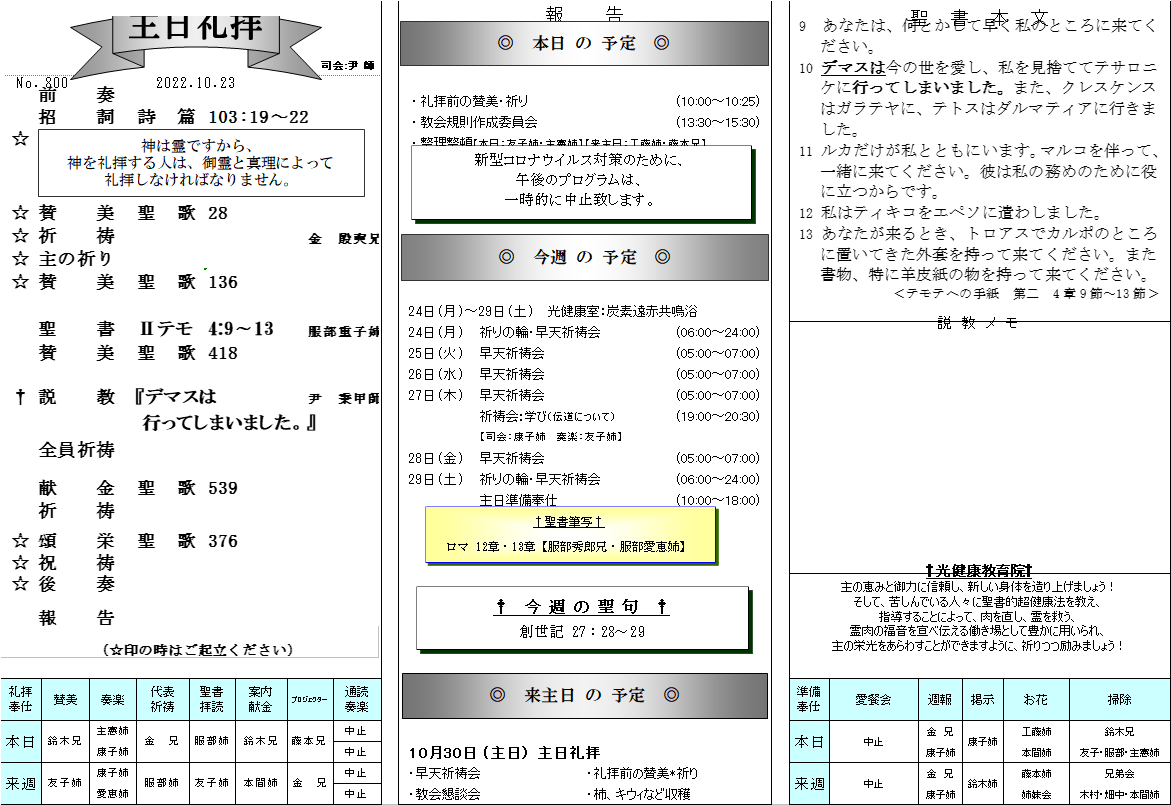 主日礼拝
司会:尹 師
No. 800 2022.10.23
前 奏
招 詞 詩 篇 103:19～22
☆
神は霊ですから、
神を礼拝する人は、御霊と真理によって
礼拝しなければなりません。
☆ 賛 美 聖 歌 28
☆ 祈 祷 金 殷実兄
☆ 主の祈り
☆ 賛 美 聖 歌 136
聖 書 Ⅱテモ 4:9～13 服部重子姉
賛 美 聖 歌 418
† 説 教 『デマスは 尹 秉甲師
行ってしまいました。』
全員祈祷
献 金 聖 歌 539
祈 祷
☆ 頌 栄 聖 歌 376
☆ 祝 祷
☆ 後 奏
報 告
(☆印の時はご起立ください)
礼拝奉仕 賛美 奏楽 代表祈祷 聖書拝読 案内献金 プロジェクター 通読奏楽
本日 鈴木兄 主憲姉 康子姉 金 兄 服部姉 鈴木兄 藤本兄 中止 中止
来週 友子姉 康子姉 愛恵姉 服部姉 友子姉 本間姉 金 兄 中止 中止
報 告
◎ 本日 の 予定 ◎
・礼拝前の賛美・祈り (10:00～10:25)
・教会規則作成委員会 (13:30～15:30)
・整理整頓【本日:友子姉・主憲姉】【来主日:工藤姉・藤本兄】
新型コロナウイルス対策のために、
午後のプログラムは、
一時的に中止致します。
◎ 今週 の 予定 ◎
24日(月)～29日(土) 光健康室:炭素遠赤共鳴浴
24日(月) 祈りの輪・早天祈祷会 (06:00～24:00)
25日(火) 早天祈祷会 (05:00～07:00)
26日(水) 早天祈祷会 (05:00～07:00)
27日(木) 早天祈祷会 (05:00～07:00)
祈祷会:学び(伝道について) (19:00～20:30)
【司会:康子姉 奏楽:友子姉】
28日(金) 早天祈祷会 (05:00～07:00)
29日(土) 祈りの輪・早天祈祷会 (06:00～24:00)
主日準備奉仕 (10:00～18:00)
†聖書筆写†
ロマ 12章・13章【服部秀郎兄・服部愛恵姉】
† 今週の聖句 †
創世記 27:28～29
◎ 来主日 の 予定 ◎
10月30日(主日) 主日礼拝
・早天祈祷会 ・礼拝前の賛美*祈り
・教会懇談会 ・柿、キウィなど収穫
聖 書 本 文
9 あなたは、何とかして早く私のところに来てく
ださい。
10 デマスは今の世を愛し、私を見捨ててテサロニ
ケに行ってしまいました。また、クレスケンス
はガラテヤに、テトスはダルマティアに行きま
した。
11 ルカだけが私とともにいます。マルコを伴って、
一緒に来てください。彼は私の務めのために役
に立つからです。
12 私はティキコをエペソに遣わしました。
13 あなたが来るとき、トロアスでカルポのところ
に置いてきた外套を持って来てください。また
書物、特に羊皮紙の物を持って来てください。
＜テモテへの手紙 第二 4章9節～13節＞
説 教 メ モ
†光健康教育院†
主の恵みと御力に信頼し、新しい身体を造り上げましょう!
そして、苦しんでいる人々に聖書的超健康法を教え、
指導することによって、肉を直し、霊を救う、
霊肉の福音を宣べ伝える働き場として豊かに用いられ、
主の栄光をあらわすことができますように、祈りつつ励みましょう!
準備奉仕 愛餐会 週報 掲示 お花 掃除
本日 中止 金 兄 康子姉 康子姉 工藤姉 本間姉 鈴木兄 友子・服部・主憲姉
来週 中止 金 兄 康子姉 鈴木姉 藤本姉 姉妹会 兄弟会 木村・畑中・本間姉